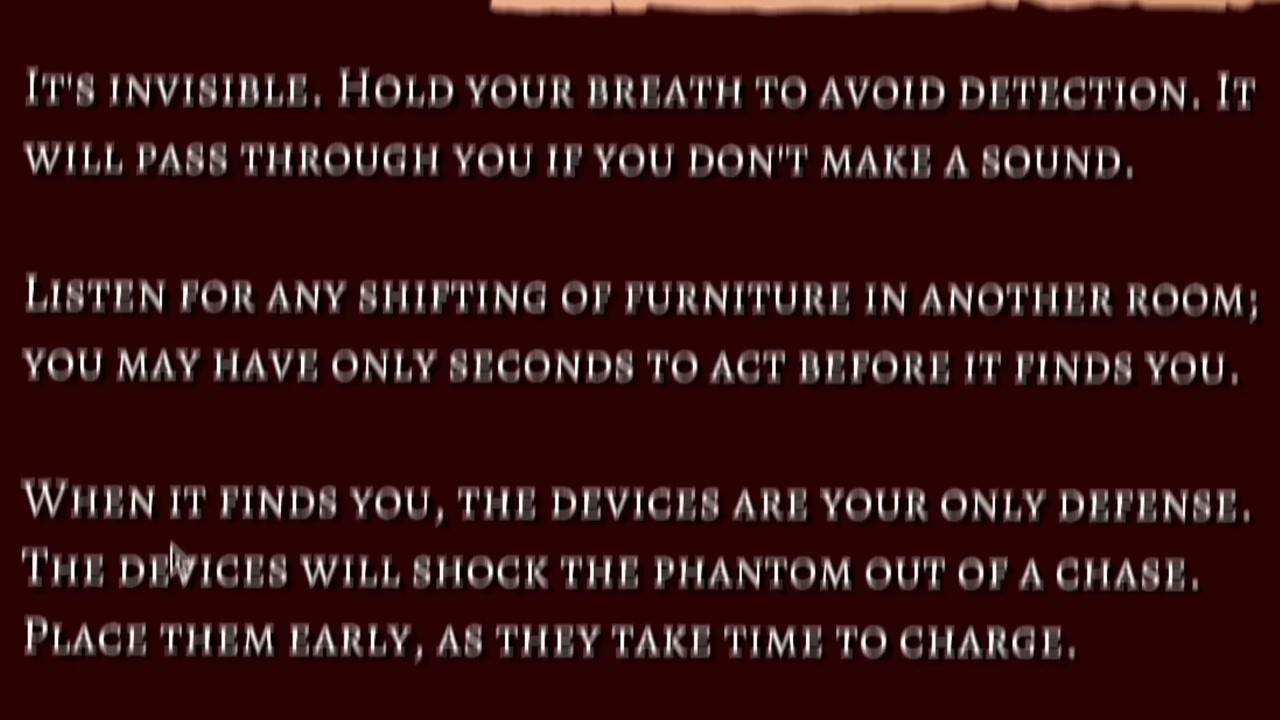 It's invisible. Hold your breath to avoid detection. It
will pass through you if you don't make a sound.
Listen for any shifting of furniture in another room;
you may have only seconds to act before it finds you.
When it finds you, the devices are your only defense.
The devices will shock the phantom out of a chase.
Place them early, as they take time to charge.